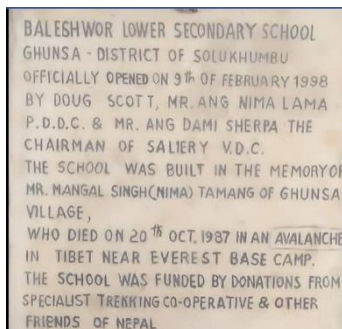 BALESHWOR LOWER SECONDARY SCHOOL
GHUNSA - DISTRICT OF SOLUKHUMBU
OFFICIALLY OPENED ON 9th OF FEBRUARY 1998
BY DOUG SCOTT, MR. ANG NIMA LAMA
P.D.D.C. & MR. ANG DAMI SHERPA THE
CHAIRMAN OF SALIERY V.D.C.
THE SCHOOL WAS BUILT IN THE MEMORY OF
MR. MANGAL SINGH(NIMA) TAMANG OF GHUNSA
VILLAGE,
WHO DIED ON 20th OCT. 1987 IN AN AVALANCHE
IN TIBET NEAR EVEREST BASE CAMP.
THE SCHOOL WAS FUNDED BY DONATIONS FROM
SPECIALIST TREKKING CO-OPERATIVE & OTHER
FRIENDS OF NEPAL